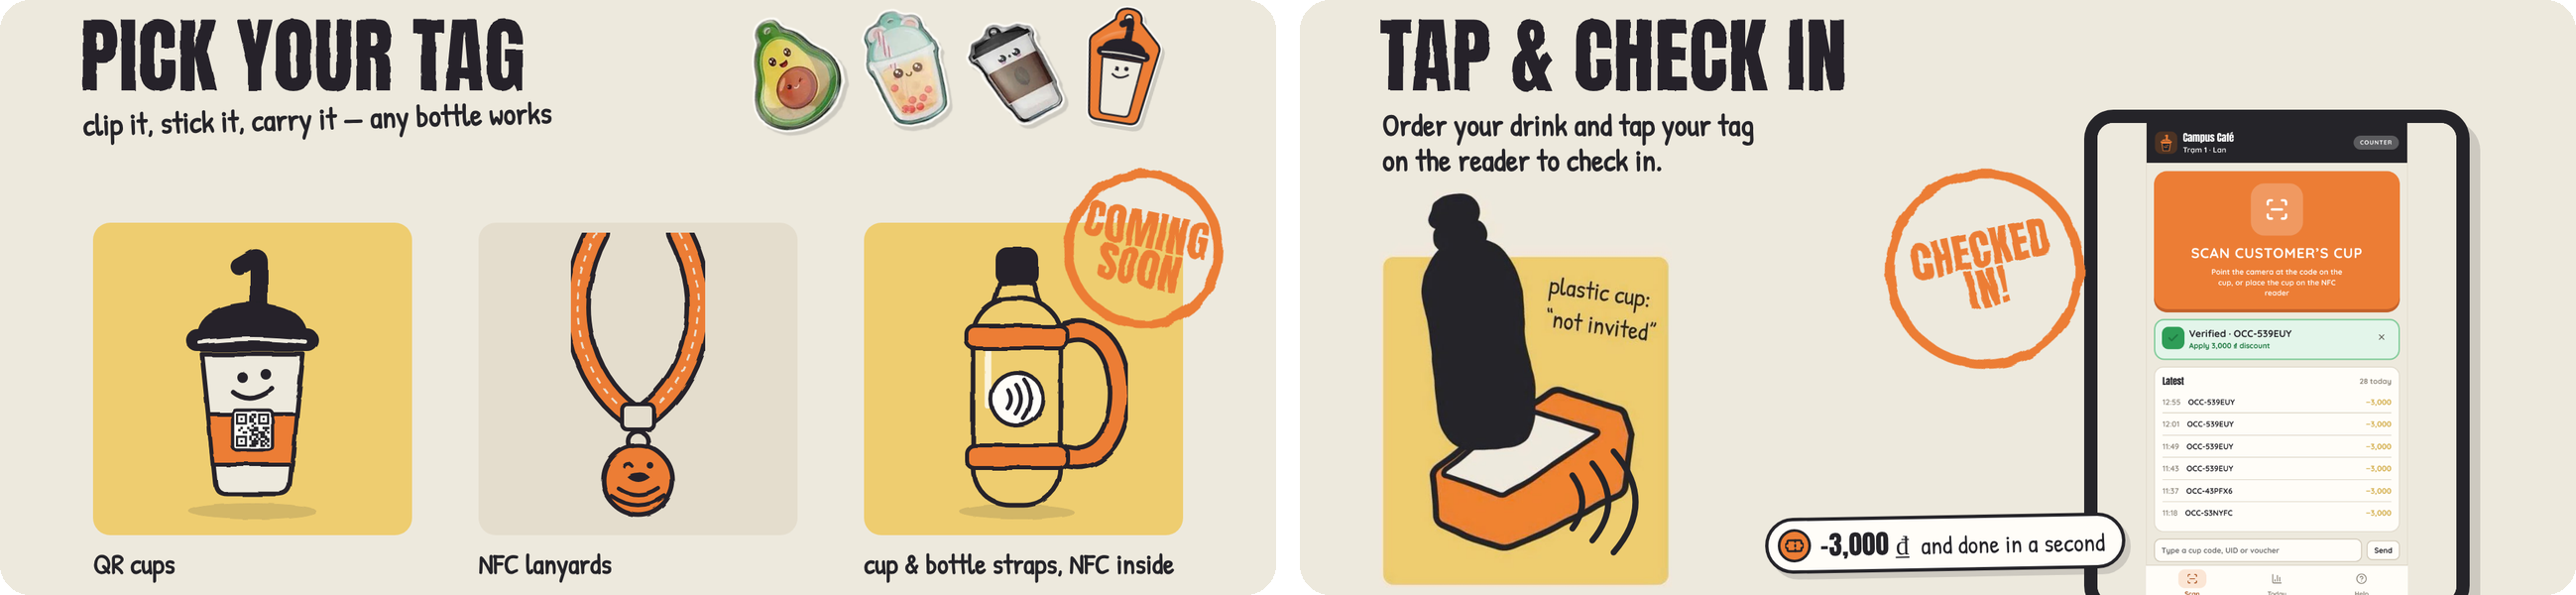 PICK YOUR TAG
clip it, stick it, carry it — any bottle works
COMING
SOON
QR cups
NFC lanyards
cup & bottle straps, NFC inside
TAP & CHECK IN
Order your drink and tap your tag
on the reader to check in.
plastic cup:
"not invited"
CHECKED
IN!
-3,000 đ and done in a second
Campus Café
Trạm 1 · Lan
COUNTER
SCAN CUSTOMER'S CUP
Point the camera at the code on the
cup, or place the cup on the NFC
reader
Verified · OCC-539EUY
Apply 3,000 đ discount
Latest 28 today
12:55 OCC-539EUY −3,000
12:01 OCC-539EUY −3,000
11:49 OCC-539EUY −3,000
11:43 OCC-539EUY −3,000
11:37 OCC-43PFX6 −3,000
11:18 OCC-S3NYFC −3,000
Type a cup code, UID or voucher Send
Scan Today Help